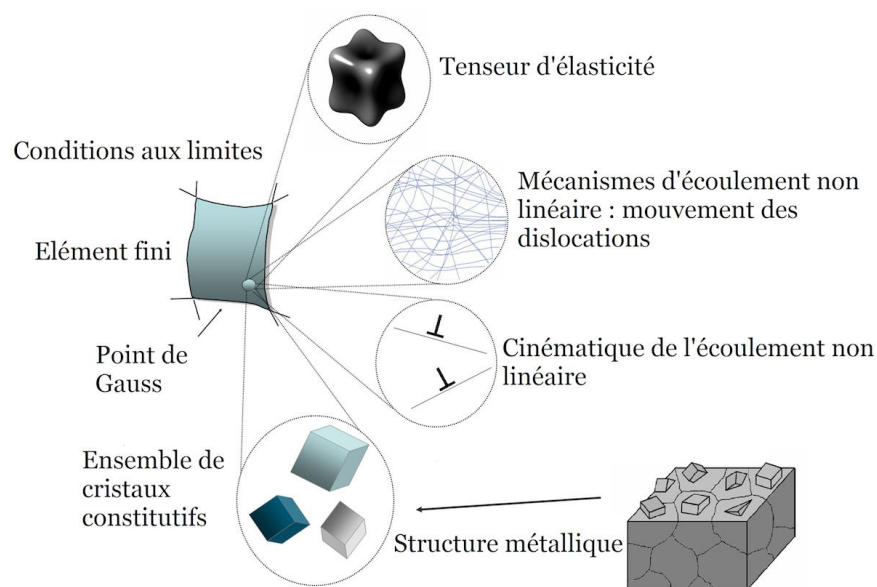 Tenseur d'élasticité
Conditions aux limites
Mécanismes d'écoulement non
linéaire : mouvement des
dislocations
Elément fini
Point de
Gauss
Cinématique de l'écoulement non
linéaire
Ensemble de
cristaux
constitutifs
Structure métallique